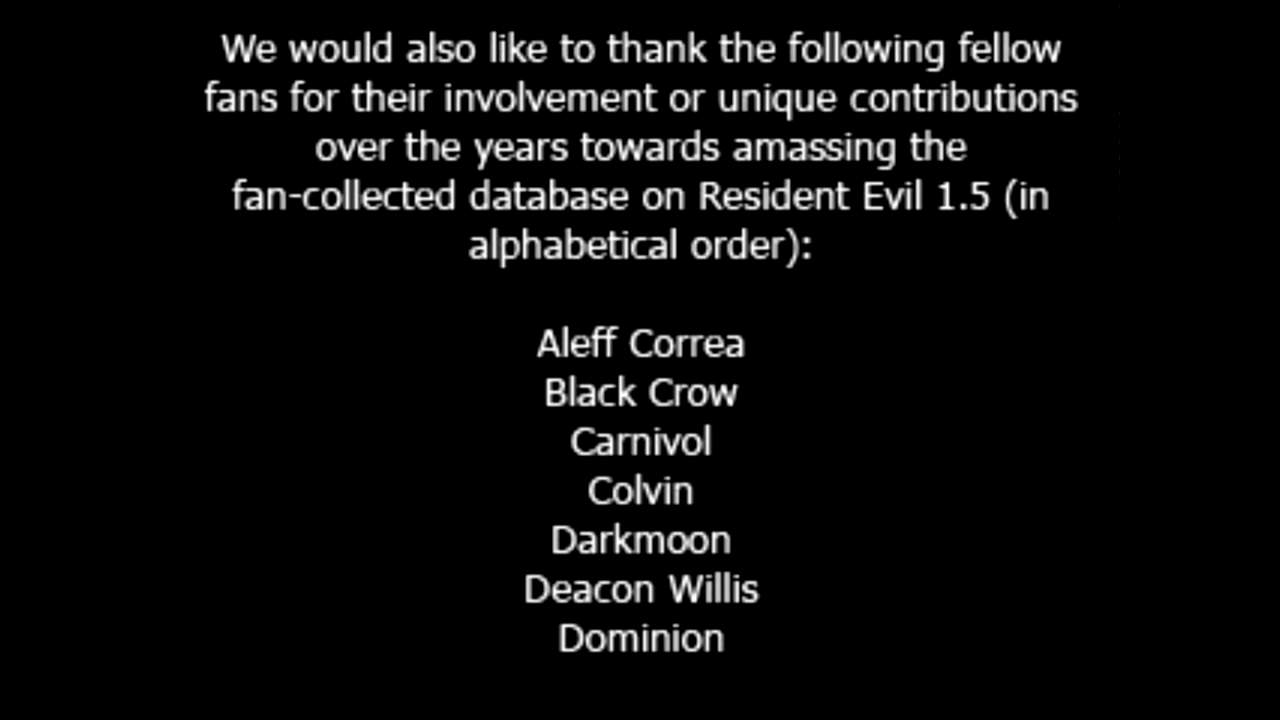 We would also like to thank the following fellow
fans for their involvement or unique contributions
over the years towards amassing the
fan-collected database on Resident Evil 1.5 (in
alphabetical order):
Aleff Correa
Black Crow
Carnivol
Colvin
Darkmoon
Deacon Willis
Dominion